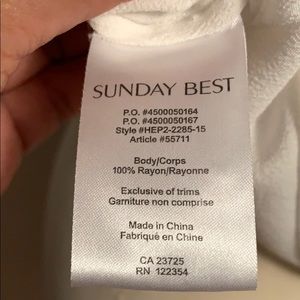 SUNDAY BEST
P.O. #4500050164
P.O. #4500050167
Style #HEP2-2285-15
Article #55711
Body/Corps
100% Rayon/Rayonne
Exclusive of trims
Garniture non comprise
Made in China
Fabriqué en Chine
CA 23725
RN 122354